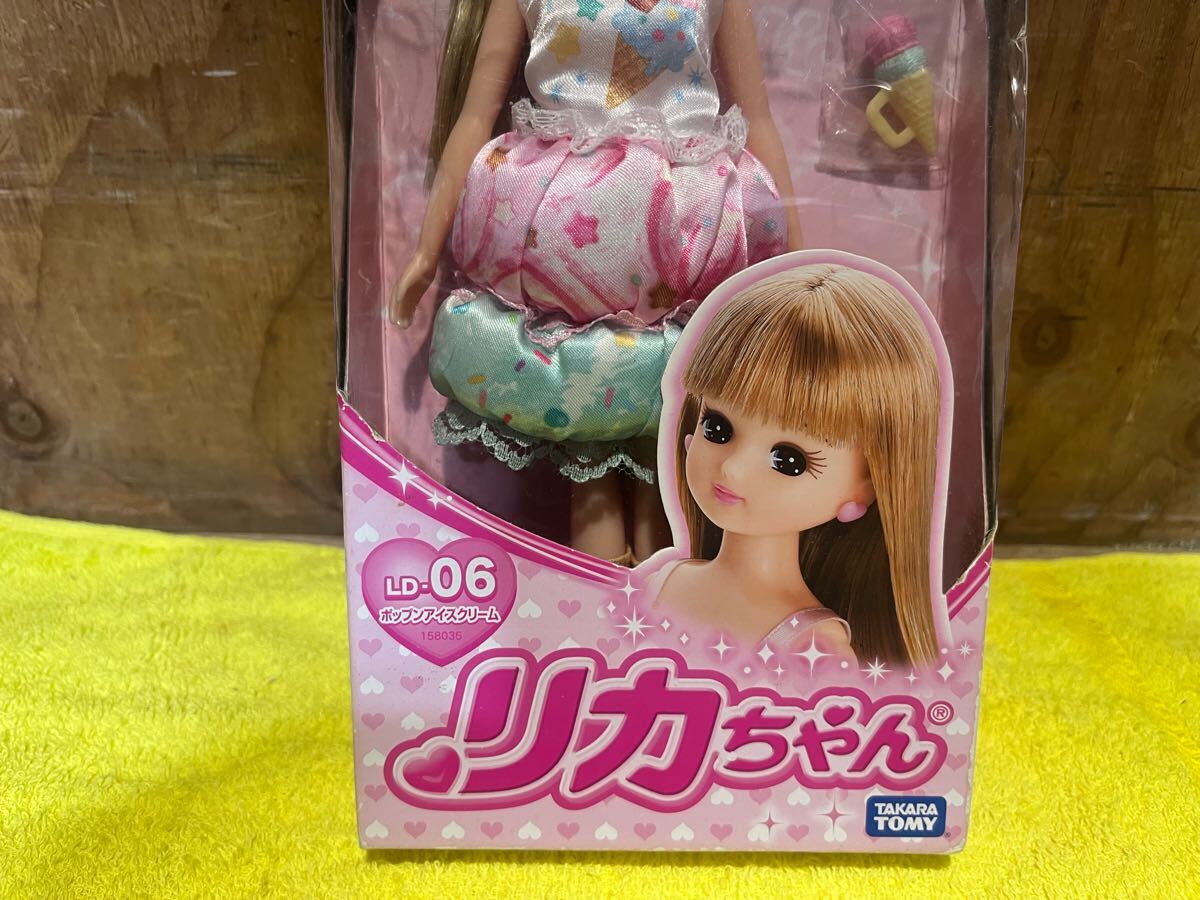 LD-06
ポップンアイスクリーム
158035
リカちゃん®
TAKARA
TOMY